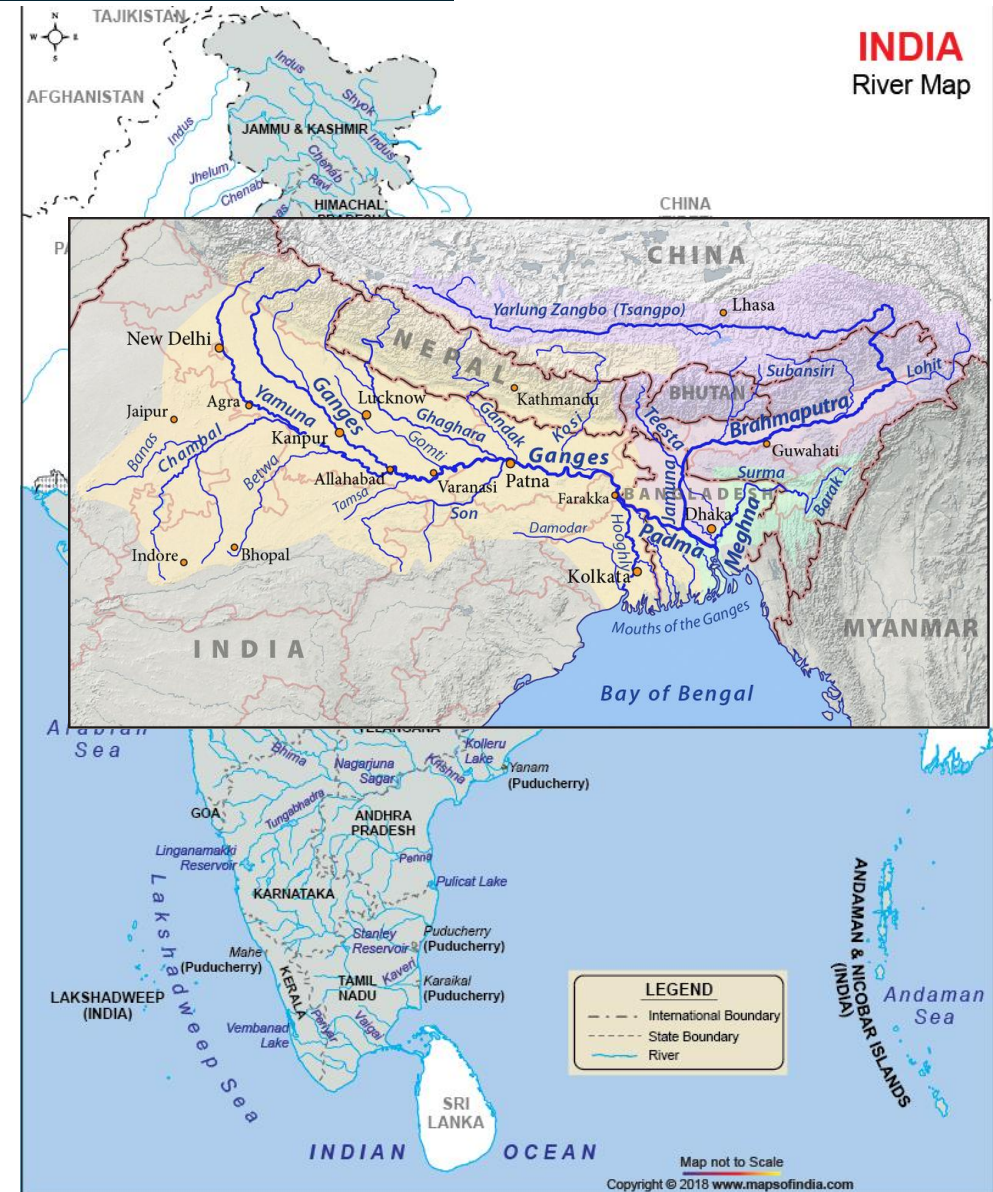 TAJIKISTAN
N
W
E
S
INDIA
River Map
AFGHANISTAN
Indus
Shyok
Indus
JAMMU & KASHMIR
Indus
Chenab
Jhelum
Ravi
Chenab
HIMACHAL
CHINA
CHINA
Yarlung Zangbo (Tsangpo)
Lhasa
New Delhi
NEPAL
Subansiri
Lohit
BHUTAN
Kathmandu
Agra
Yamuna
Ganges
Lucknow
Jaipur
Ghaghara
Gandak
Kosi
Teesta
Brahmaputra
Banas
Chambal
Kanpur
Gomti
Guwahati
Betwa
Ganges
Allahabad
Varanasi
Patna
Surma
Barak
Tamsa
Son
Farakka
BANGLADESH
Jamuna
Dhaka
Meghna
Damodar
Hooghly
Padma
Indore
Bhopal
Kolkata
Mouths of the Ganges
INDIA
MYANMAR
Bay of Bengal
Arabian
Sea
TELANGANA
Bhima
Kolleru
Lake
Nagarjuna
Sagar
Krishna
Yanam
(Puducherry)
GOA
Tungabhadra
ANDHRA
PRADESH
Linganamakki
Reservoir
Penna
Pulicat Lake
KARNATAKA
Lakshadweep Sea
Stanley
Reservoir
Puducherry
(Puducherry)
Mahe
(Puducherry)
KERALA
TAMIL
NADU
Kaveri
Karaikal
(Puducherry)
LAKSHADWEEP
(INDIA)
Vembanad
Lake
Periyar
Vaigai
ANDAMAN & NICOBAR ISLANDS
(INDIA)
Andaman
Sea
LEGEND
International Boundary
State Boundary
River
SRI
LANKA
INDIAN OCEAN
Map not to Scale
Copyright © 2018 www.mapsofindia.com